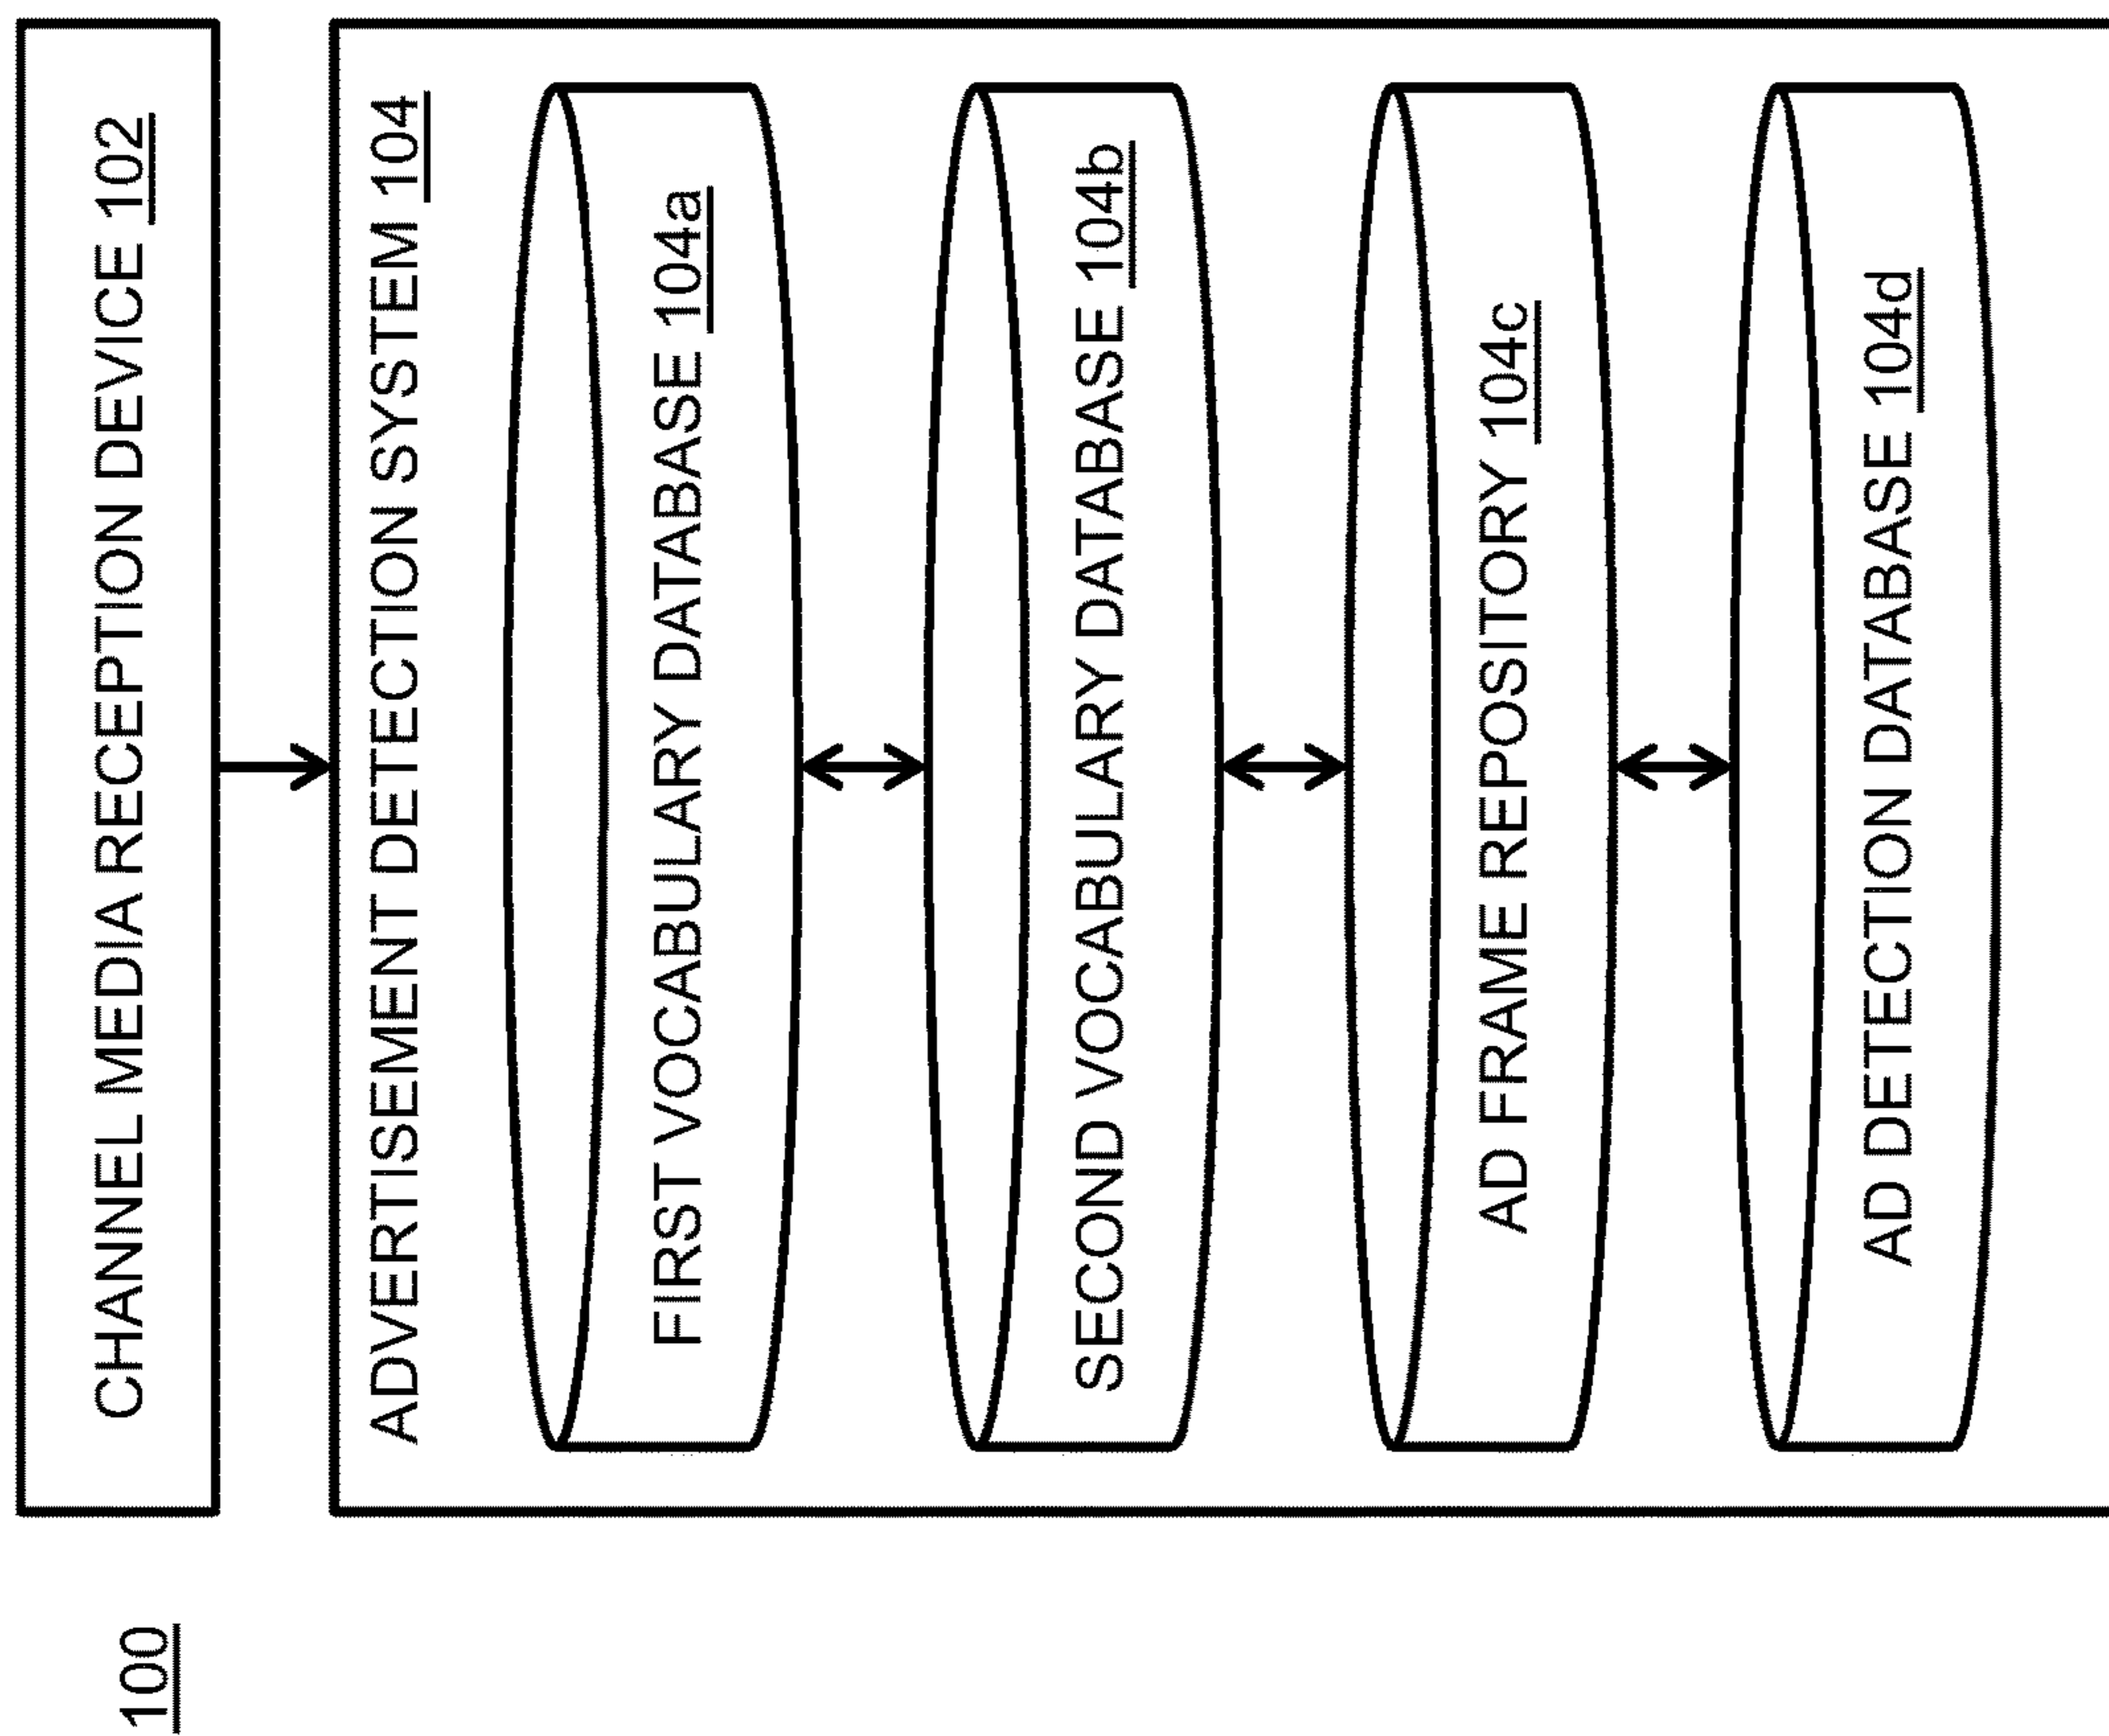 100
CHANNEL MEDIA RECEPTION DEVICE 102
ADVERTISEMENT DETECTION SYSTEM 104
FIRST VOCABULARY DATABASE 104a
SECOND VOCABULARY DATABASE 104b
AD FRAME REPOSITORY 104c
AD DETECTION DATABASE 104d